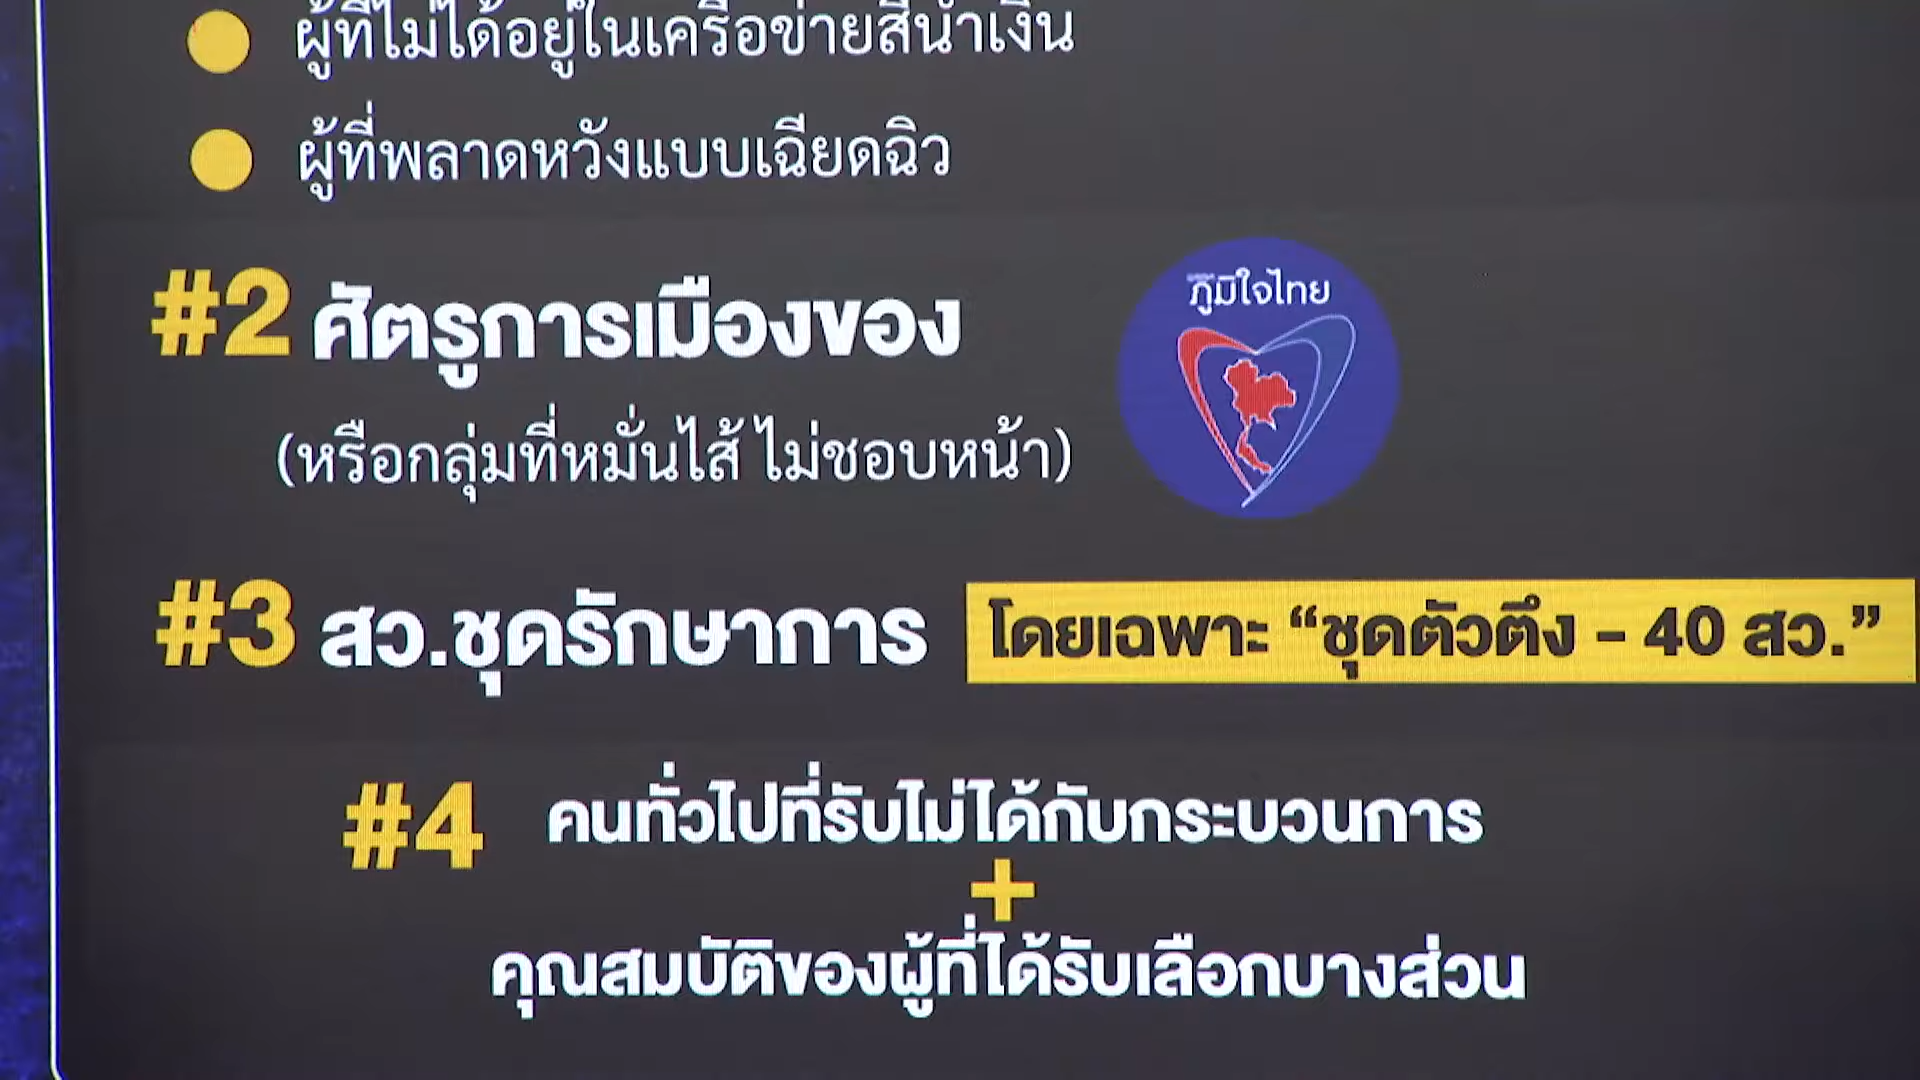 ผู้ที่ไม่ได้อยู่ในเครือข่ายสีน้ำเงิน
ผู้ที่พลาดหวังแบบเฉียดฉิว
#2 ศัตรูการเมืองของ
ภูมิใจไทย
(หรือกลุ่มที่หมั่นไส้ ไม่ชอบหน้า)
#3 สว.ชุดรักษาการ โดยเฉพาะ “ชุดตัวตึง - 40 สว.”
#4 คนทั่วไปที่รับไม่ได้กับกระบวนการ
+
คุณสมบัติของผู้ที่ได้รับเลือกบางส่วน